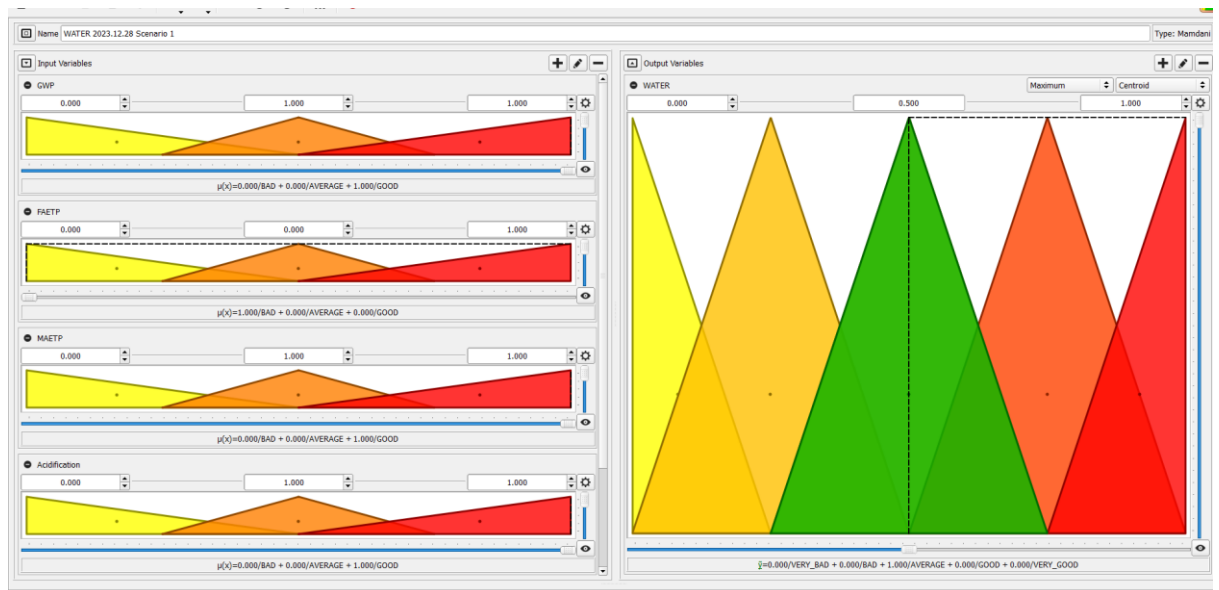 Name WATER 2023.12.28 Scenario 1 Type: Mamdani
Input Variables
GWP
0.000 1.000 1.000
μ(x)=0.000/BAD + 0.000/AVERAGE + 1.000/GOOD
FAETP
0.000 0.000 1.000
μ(x)=1.000/BAD + 0.000/AVERAGE + 0.000/GOOD
MAETP
0.000 1.000 1.000
μ(x)=0.000/BAD + 0.000/AVERAGE + 1.000/GOOD
Acidification
0.000 1.000 1.000
μ(x)=0.000/BAD + 0.000/AVERAGE + 1.000/GOOD
Output Variables
WATER Maximum Centroid
0.000 0.500 1.000
ỹ=0.000/VERY_BAD + 0.000/BAD + 1.000/AVERAGE + 0.000/GOOD + 0.000/VERY_GOOD